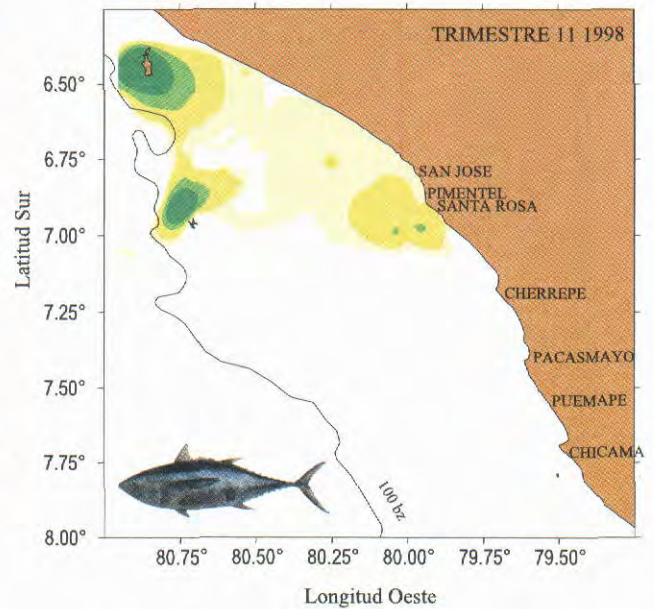 TRIMESTRE 11 1998
6.50°
6.75°
7.00°
7.25°
7.50°
7.75°
8.00°
Latitud Sur
SAN JOSE
PIMENTEL
SANTA ROSA
CHERREPE
PACASMAYO
PUEMAPE
CHICAMA
100 bz
80.75°
80.50°
80.25°
80.00°
79.75°
79.50°
Longitud Oeste